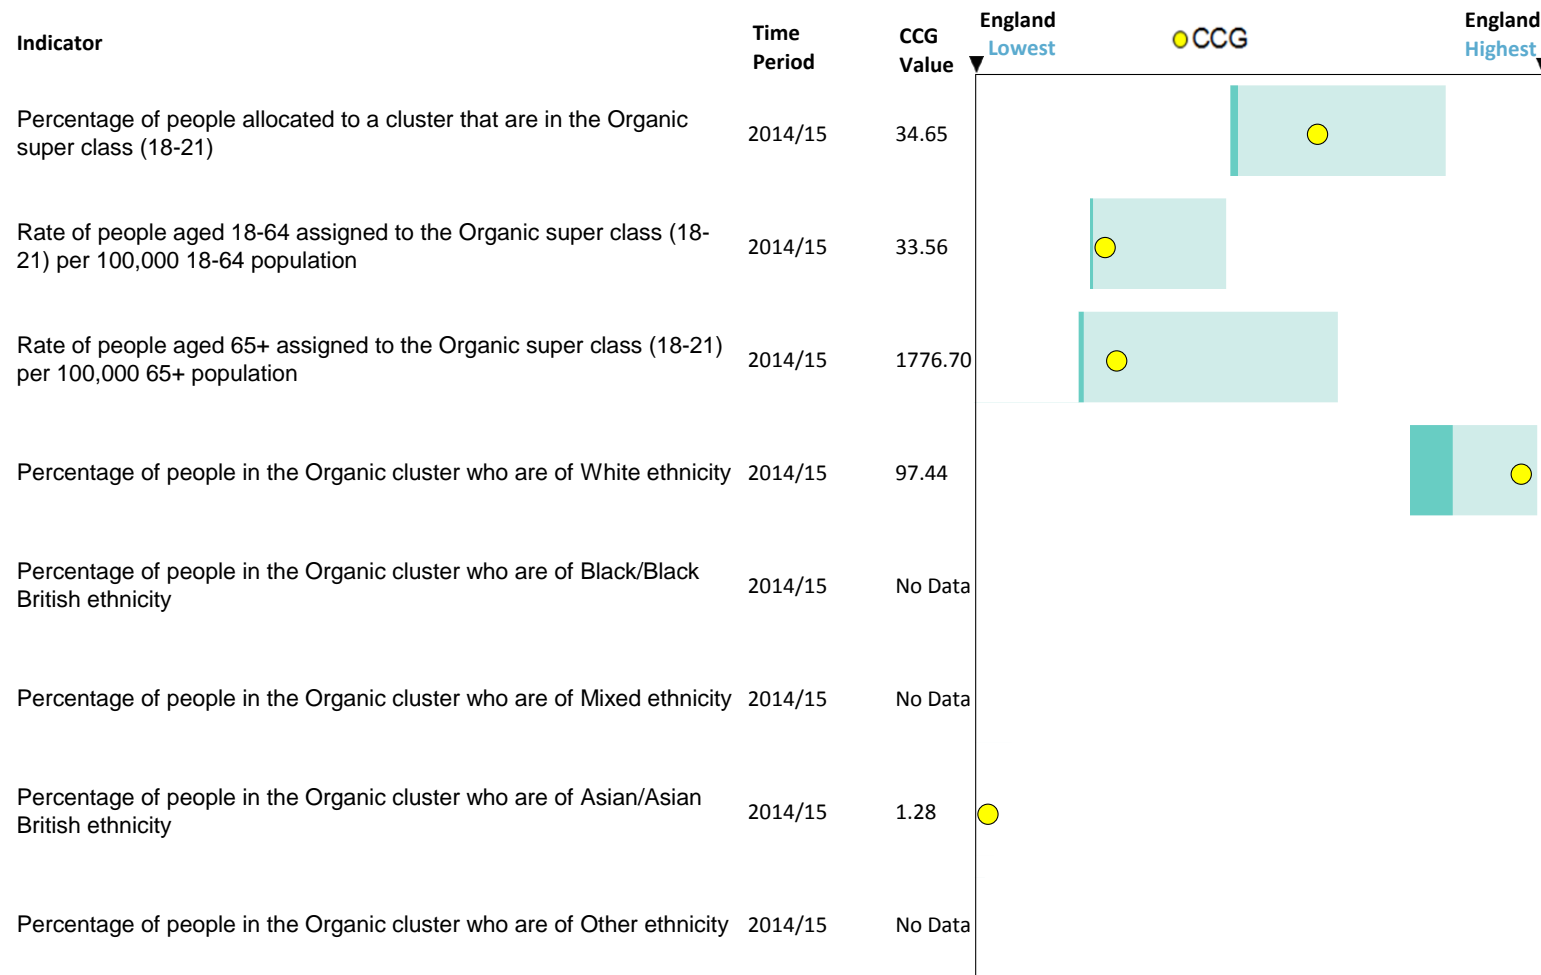 Indicator
Time
Period
CCG
Value
England
Lowest
CCG
England
Highest
Percentage of people allocated to a cluster that are in the Organic
super class (18-21)
2014/15
34.65
Rate of people aged 18-64 assigned to the Organic super class (18-
21) per 100,000 18-64 population
2014/15
33.56
Rate of people aged 65+ assigned to the Organic super class (18-21)
per 100,000 65+ population
2014/15
1776.70
Percentage of people in the Organic cluster who are of White ethnicity
2014/15
97.44
Percentage of people in the Organic cluster who are of Black/Black
British ethnicity
2014/15
No Data
Percentage of people in the Organic cluster who are of Mixed ethnicity
2014/15
No Data
Percentage of people in the Organic cluster who are of Asian/Asian
British ethnicity
2014/15
1.28
Percentage of people in the Organic cluster who are of Other ethnicity
2014/15
No Data